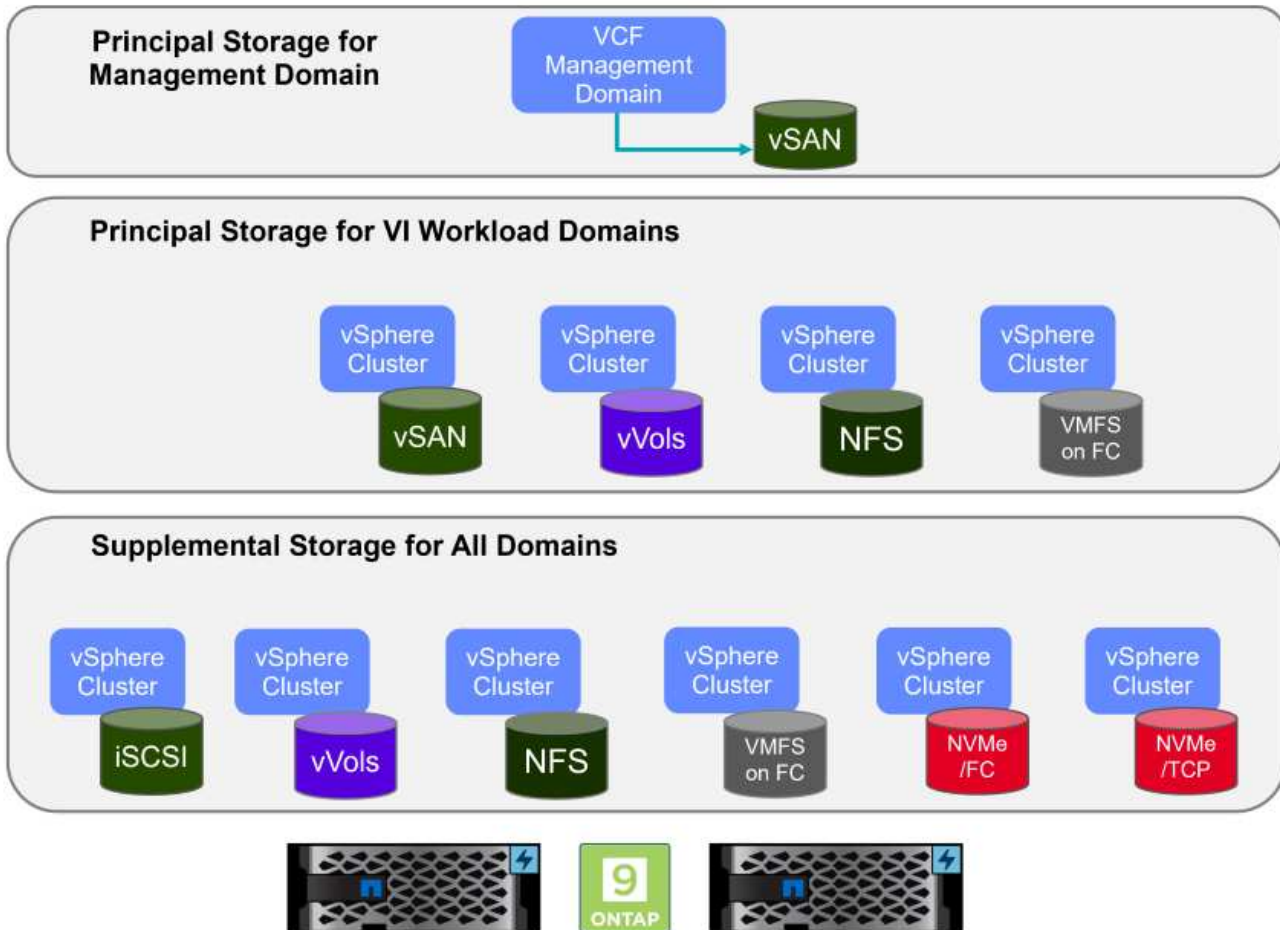 Principal Storage for
Management Domain
VCF
Management
Domain
vSAN
Principal Storage for VI Workload Domains
vSphere
Cluster
vSAN
vSphere
Cluster
vVols
vSphere
Cluster
NFS
vSphere
Cluster
VMFS
on FC
Supplemental Storage for All Domains
vSphere
Cluster
iSCSI
vSphere
Cluster
vVols
vSphere
Cluster
NFS
vSphere
Cluster
VMFS
on FC
vSphere
Cluster
NVMe
/FC
vSphere
Cluster
NVMe
/TCP
9
ONTAP